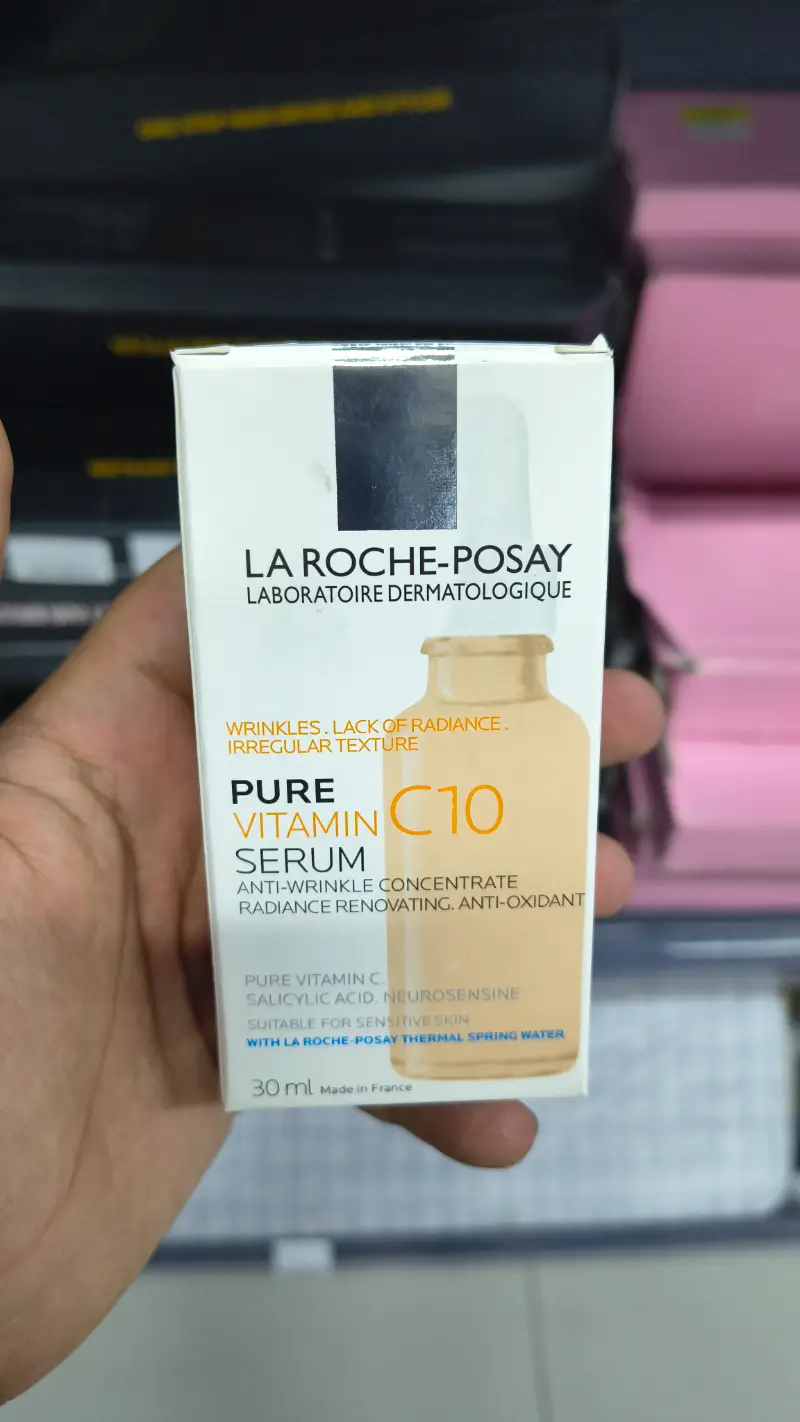 LA ROCHE-POSAY
LABORATOIRE DERMATOLOGIQUE
WRINKLES . LACK OF RADIANCE .
IRREGULAR TEXTURE
PURE
VITAMIN C10
SERUM
ANTI-WRINKLE CONCENTRATE
RADIANCE RENOVATING. ANTI-OXIDANT
PURE VITAMIN C.
SALICYLIC ACID. NEUROSENSINE
SUITABLE FOR SENSITIVE SKIN
WITH LA ROCHE-POSAY THERMAL SPRING WATER
30 ml Made in France